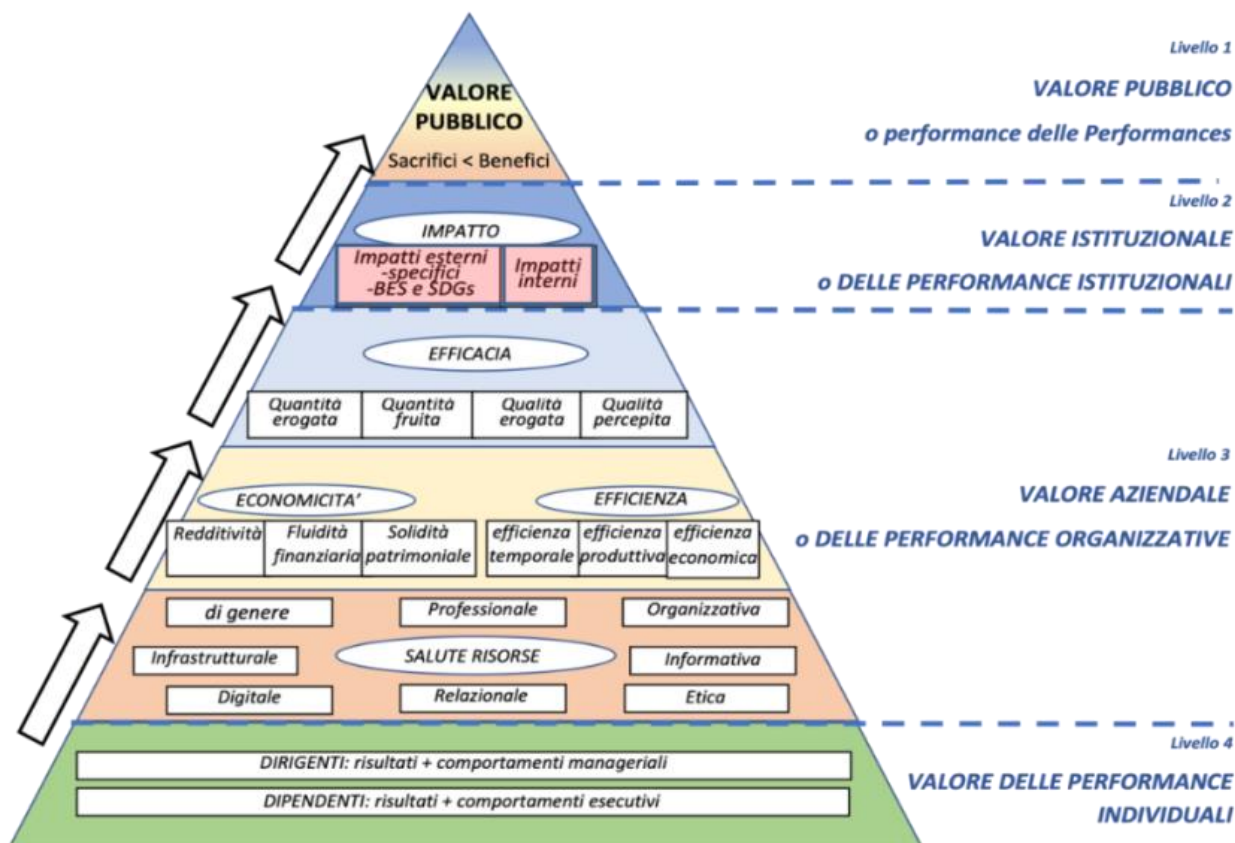 Livello 1
VALORE PUBBLICO
o performance delle Performances
VALORE
PUBBLICO
Sacrifici < Benefici
Livello 2
VALORE ISTITUZIONALE
o DELLE PERFORMANCE ISTITUZIONALI
IMPATTO
Impatti esterni
-specifici
-BES e SDGs
Impatti
interni
EFFICACIA
Quantità
erogata
Quantità
fruita
Qualità
erogata
Qualità
percepita
Livello 3
VALORE AZIENDALE
o DELLE PERFORMANCE ORGANIZZATIVE
ECONOMICITA'
EFFICIENZA
Redditività
Fluidità
finanziaria
Solidità
patrimoniale
efficienza
temporale
efficienza
produttiva
efficienza
economica
di genere
Professionale
Organizzativa
Infrastrutturale
SALUTE RISORSE
Informativa
Digitale
Relazionale
Etica
Livello 4
VALORE DELLE PERFORMANCE
INDIVIDUALI
DIRIGENTI: risultati + comportamenti manageriali
DIPENDENTI: risultati + comportamenti esecutivi